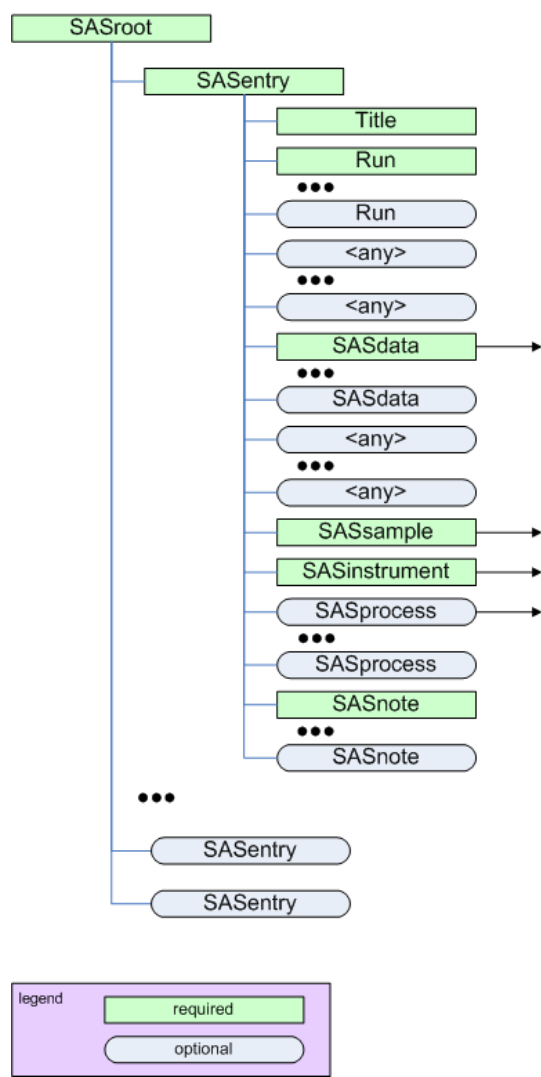 SASroot
SASentry
Title
Run
Run
<any>
<any>
SASdata
SASdata
<any>
<any>
SASsample
SASinstrument
SASprocess
SASprocess
SASnote
SASnote
SASentry
SASentry
legend
required
optional